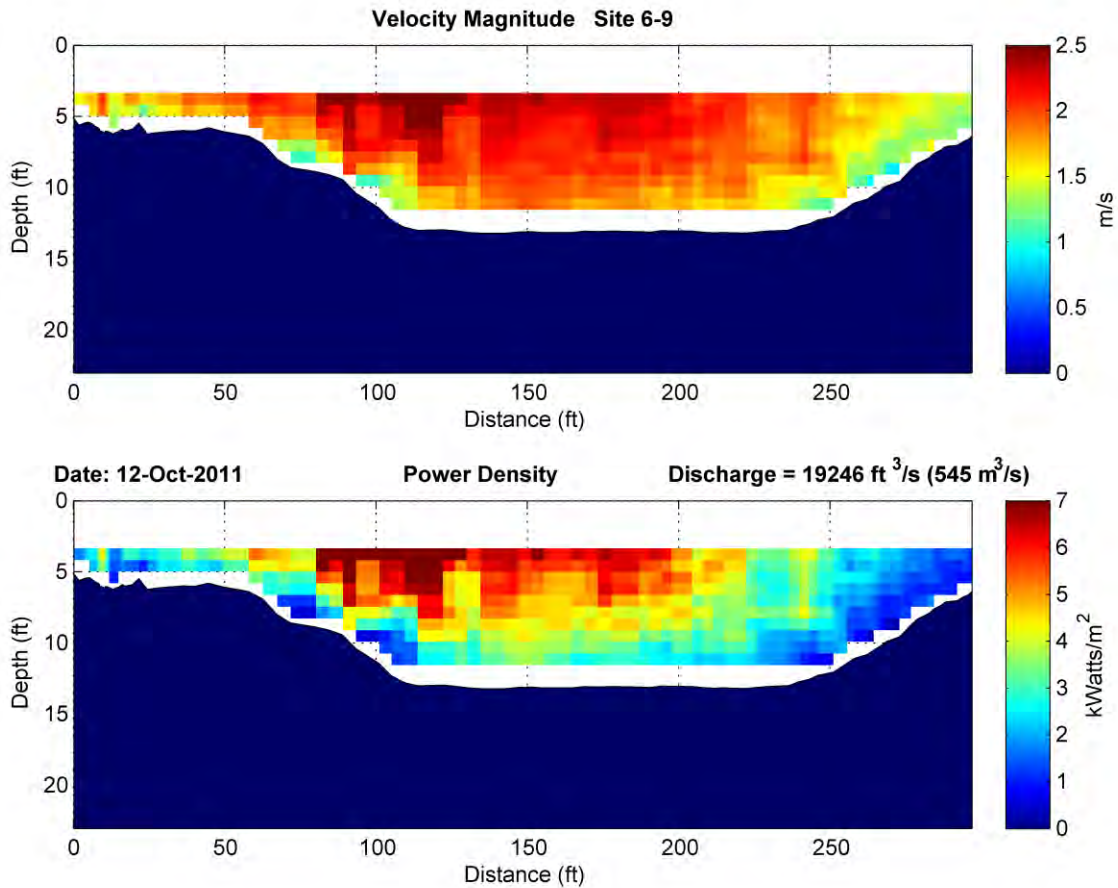 Velocity Magnitude Site 6-9
0
5
10
15
20
Depth (ft)
0 50 100 150 200 250
Distance (ft)
2.5
2
1.5
1
0.5
0
m/s
Date: 12-Oct-2011 Power Density Discharge = 19246 ft ³/s (545 m³/s)
0
5
10
15
20
Depth (ft)
0 50 100 150 200 250
Distance (ft)
7
6
5
4
3
2
1
0
kWatts/m²